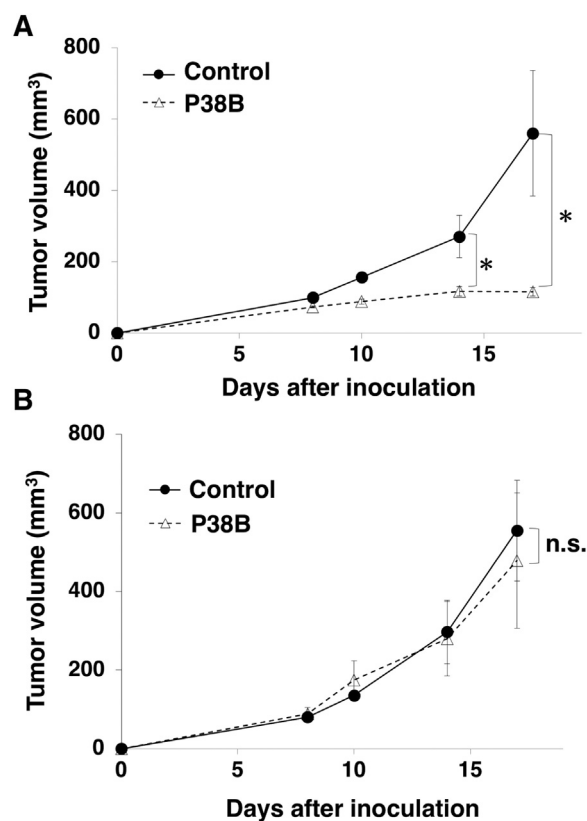 A
Tumor volume (mm³)
800
600
400
200
0
Control
P38B
*
*
0
5
10
15
Days after inoculation
B
Tumor volume (mm³)
800
600
400
200
0
Control
P38B
n.s.
0
5
10
15
Days after inoculation